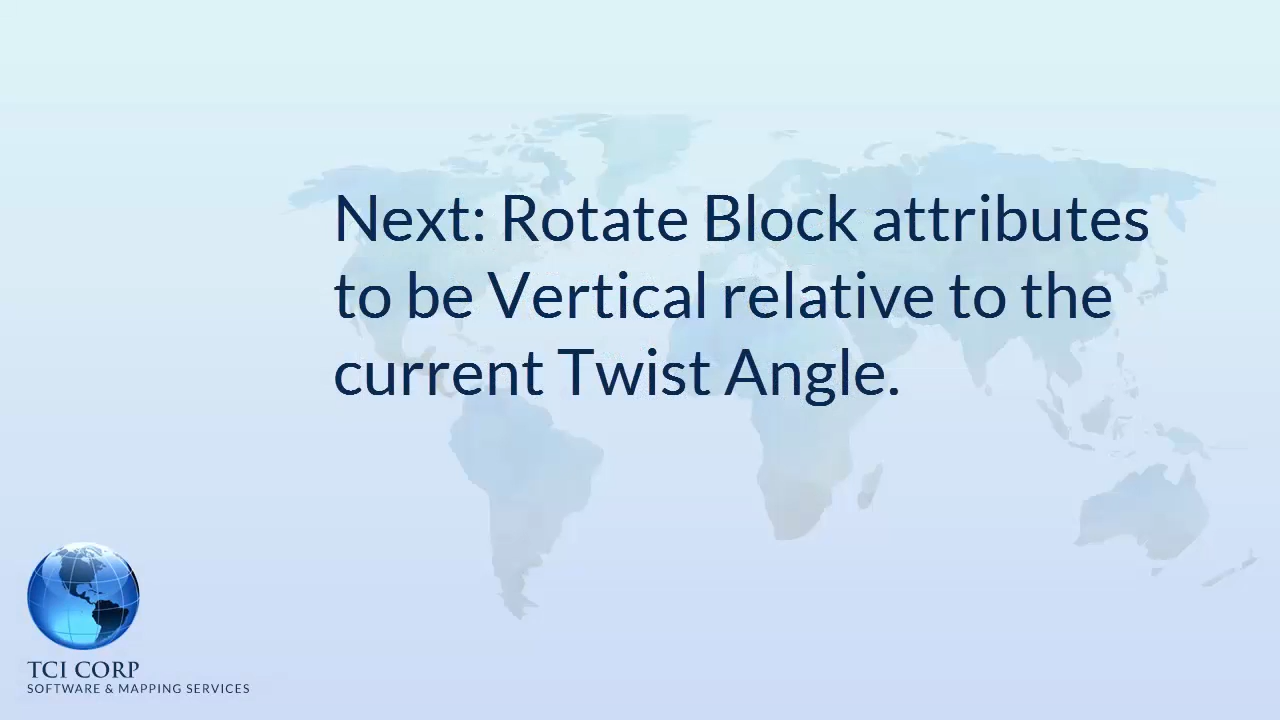 Next: Rotate Block attributes
to be Vertical relative to the
current Twist Angle.
TCI CORP
SOFTWARE & MAPPING SERVICES